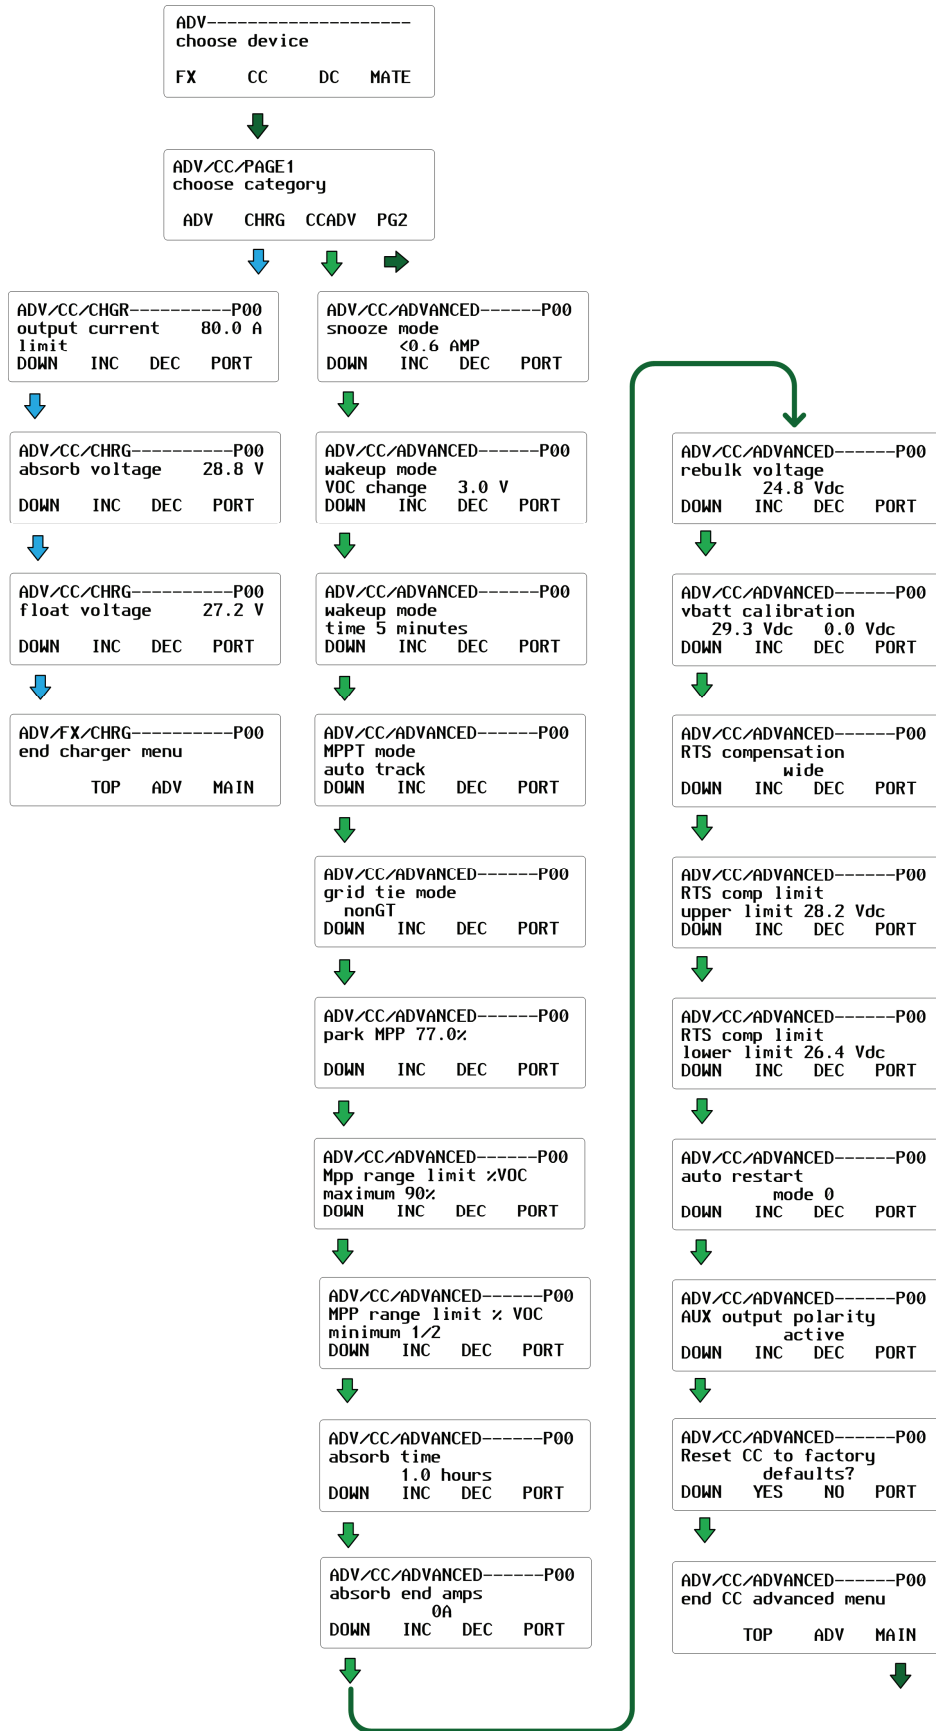 ADV--------------------
choose device
FX CC DC MATE
ADV/CC/PAGE1
choose category
ADV CHRG CCADV PG2
ADV/CC/CHGR----------P00
output current 80.0 A
limit
DOWN INC DEC PORT
ADV/CC/CHRG----------P00
absorb voltage 28.8 V
DOWN INC DEC PORT
ADV/CC/CHRG----------P00
float voltage 27.2 V
DOWN INC DEC PORT
ADV/FX/CHRG----------P00
end charger menu
TOP ADV MAIN
ADV/CC/ADVANCED------P00
snooze mode
<0.6 AMP
DOWN INC DEC PORT
ADV/CC/ADVANCED------P00
wakeup mode
VOC change 3.0 V
DOWN INC DEC PORT
ADV/CC/ADVANCED------P00
wakeup mode
time 5 minutes
DOWN INC DEC PORT
ADV/CC/ADVANCED------P00
MPPT mode
auto track
DOWN INC DEC PORT
ADV/CC/ADVANCED------P00
grid tie mode
nonGT
DOWN INC DEC PORT
ADV/CC/ADVANCED------P00
park MPP 77.0%
DOWN INC DEC PORT
ADV/CC/ADVANCED------P00
Mpp range limit %VOC
maximum 90%
DOWN INC DEC PORT
ADV/CC/ADVANCED------P00
MPP range limit % VOC
minimum 1/2
DOWN INC DEC PORT
ADV/CC/ADVANCED------P00
absorb time
1.0 hours
DOWN INC DEC PORT
ADV/CC/ADVANCED------P00
absorb end amps
0A
DOWN INC DEC PORT
ADV/CC/ADVANCED------P00
rebulk voltage
24.8 Vdc
DOWN INC DEC PORT
ADV/CC/ADVANCED------P00
vbatt calibration
29.3 Vdc 0.0 Vdc
DOWN INC DEC PORT
ADV/CC/ADVANCED------P00
RTS compensation
wide
DOWN INC DEC PORT
ADV/CC/ADVANCED------P00
RTS comp limit
upper limit 28.2 Vdc
DOWN INC DEC PORT
ADV/CC/ADVANCED------P00
RTS comp limit
lower limit 26.4 Vdc
DOWN INC DEC PORT
ADV/CC/ADVANCED------P00
auto restart
mode 0
DOWN INC DEC PORT
ADV/CC/ADVANCED------P00
AUX output polarity
active
DOWN INC DEC PORT
ADV/CC/ADVANCED------P00
Reset CC to factory
defaults?
DOWN YES NO PORT
ADV/CC/ADVANCED------P00
end CC advanced menu
TOP ADV MAIN